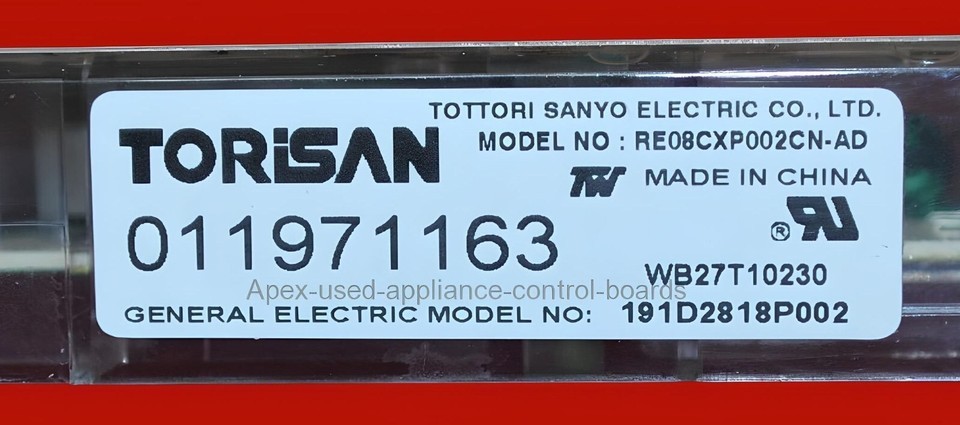 TOTTORI SANYO ELECTRIC CO., LTD.
TORiSAN
MODEL NO : RE08CXP002CN-AD
MADE IN CHINA
011971163
®
WB27T10230
Apex-used-appliance-control-boards
GENERAL ELECTRIC MODEL NO: 191D2818P002